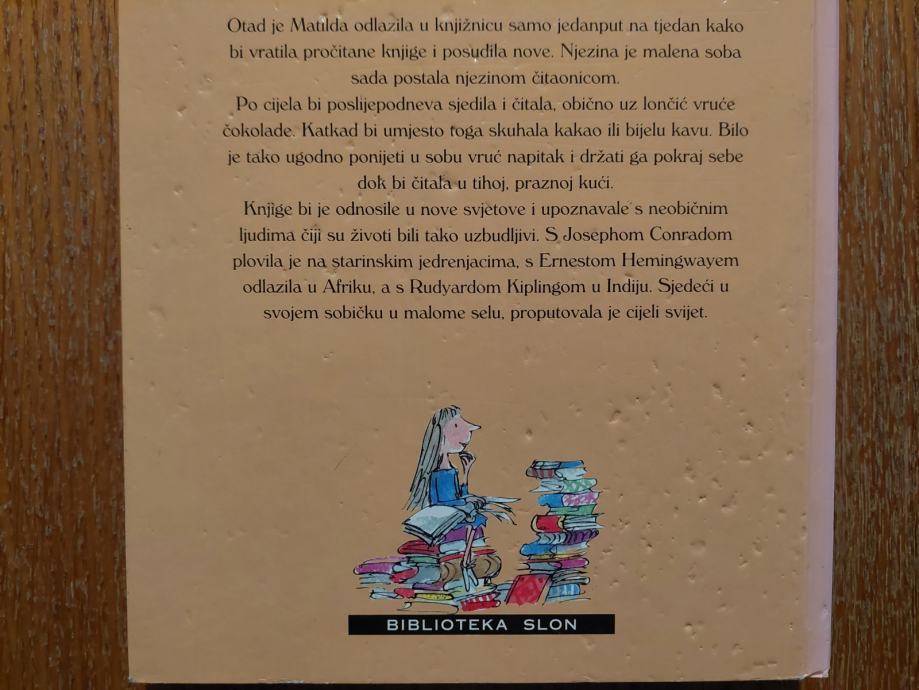 Otad je Matilda odlazila u knjižnicu samo jedanput na tjedan kako
bi vratila pročitane knjige i posudila nove. Njezina je malena soba
sada postala njezinom čitaonicom.
Po cijela bi poslijepodneva sjedila i čitala, obično uz lončić vruće
čokolade. Katkad bi umjesto toga skuhala kakao ili bijelu kavu. Bilo
je tako ugodno ponijeti u sobu vruć napitak i držati ga pokraj sebe
dok bi čitala u tihoj, praznoj kući.
Knjige bi je odnosile u nove svjetove i upoznavale s neobičnim
ljudima čiji su životi bili tako uzbudljivi. S Josephom Conradom
plovila je na starinskim jedrenjacima, s Ernestom Hemingwayem
odlazila u Afriku, a s Rudyardom Kiplingom u Indiju. Sjedeći u
svojem sobičku u malome selu, proputovala je cijeli svijet.
BIBLIOTEKA SLON